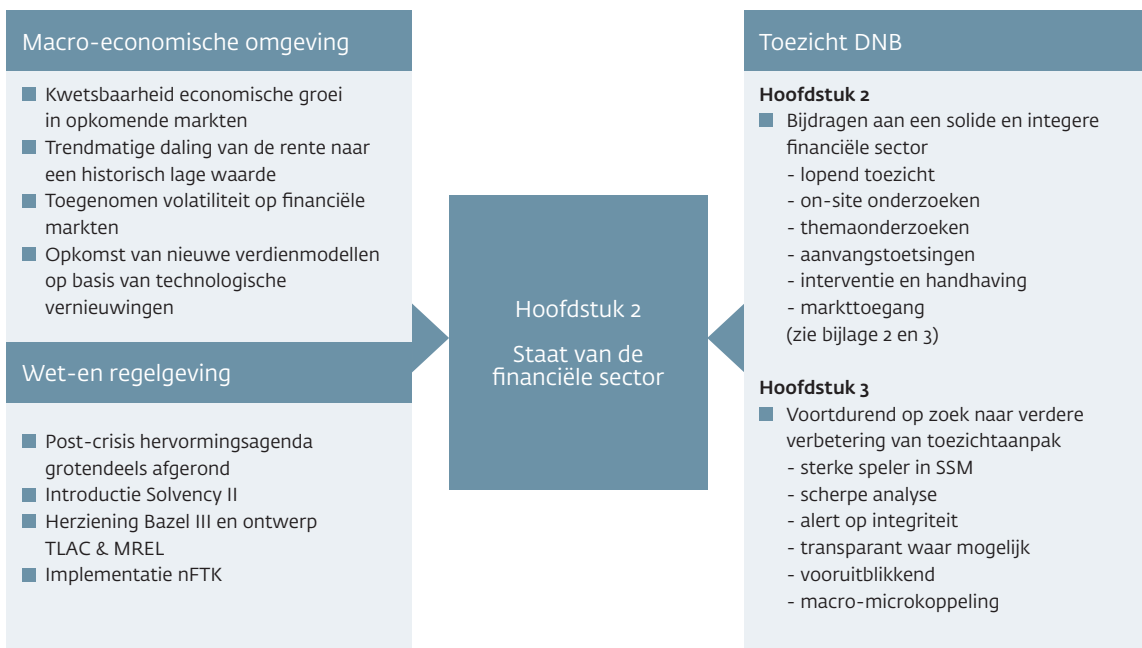 Macro-economische omgeving
Kwetsbaarheid economische groei
in opkomende markten
Trendmatige daling van de rente naar
een historisch lage waarde
Toegenomen volatiliteit op financiële
markten
Opkomst van nieuwe verdienmodellen
op basis van technologische
vernieuwingen
Wet-en regelgeving
Post-crisis hervormingsagenda
grotendeels afgerond
Introductie Solvency II
Herziening Bazel III en ontwerp
TLAC & MREL
Implementatie nFTK
Hoofdstuk 2
Staat van de
financiële sector
Toezicht DNB
Hoofdstuk 2
Bijdragen aan een solide en integere
financiële sector
- lopend toezicht
- on-site onderzoeken
- themaonderzoeken
- aanvangstoetsingen
- interventie en handhaving
- markttoegang
(zie bijlage 2 en 3)
Hoofdstuk 3
Voortdurend op zoek naar verdere
verbetering van toezichtaanpak
- sterke speler in SSM
- scherpe analyse
- alert op integriteit
- transparant waar mogelijk
- vooruitblikkend
- macro-microkoppeling